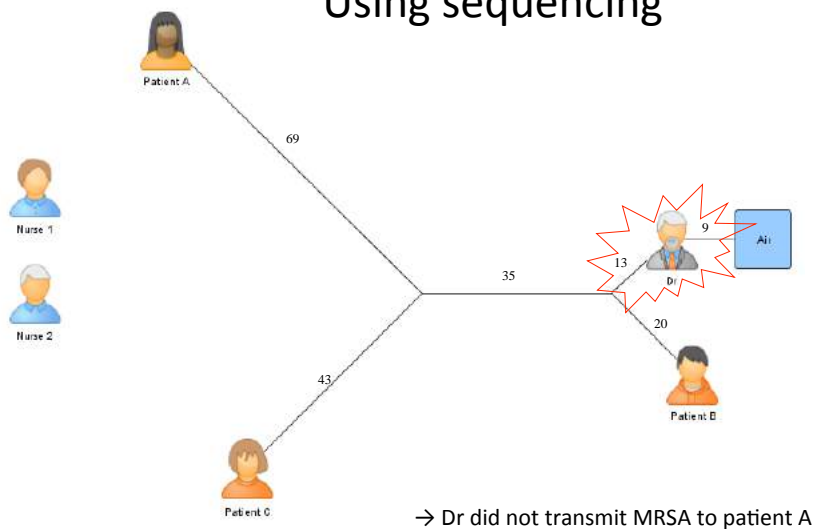 Using sequencing
Patient A
69
Nurse 1
9
Air
13
Dr
35
Nurse 2
20
43
Patient B
Patient C
→ Dr did not transmit MRSA to patient A